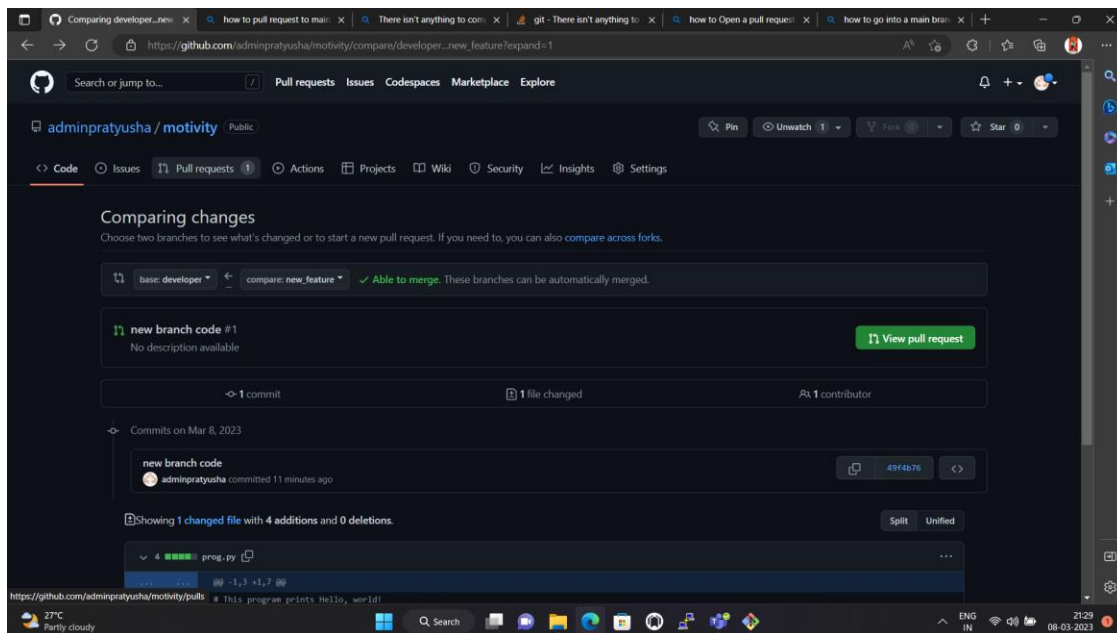 Comparing developer...new_
how to pull request to main
There isn't anything to com
git - There isn't anything to
how to Open a pull request
how to go into a main bran
https://github.com/adminpratyusha/motivity/compare/developer...new_feature?expand=1
Search or jump to... / Pull requests Issues Codespaces Marketplace Explore
adminpratyusha / motivity Public
Pin Unwatch 1 Fork 0 Star 0
<> Code Issues Pull requests 1 Actions Projects Wiki Security Insights Settings
Comparing changes
Choose two branches to see what's changed or to start a new pull request. If you need to, you can also compare across forks.
base: developer ← compare: new_feature ✓ Able to merge. These branches can be automatically merged.
new branch code #1
No description available
View pull request
1 commit 1 file changed 1 contributor
Commits on Mar 8, 2023
new branch code
adminpratyusha committed 11 minutes ago
49f4b76 <>
Showing 1 changed file with 4 additions and 0 deletions.
Split Unified
4 prog.py
... ... @@ -1,3 +1,7 @@
# This program prints Hello, world!
https://github.com/adminpratyusha/motivity/pulls
27°C
Partly cloudy
Search
ENG
IN
21:29
08-03-2023